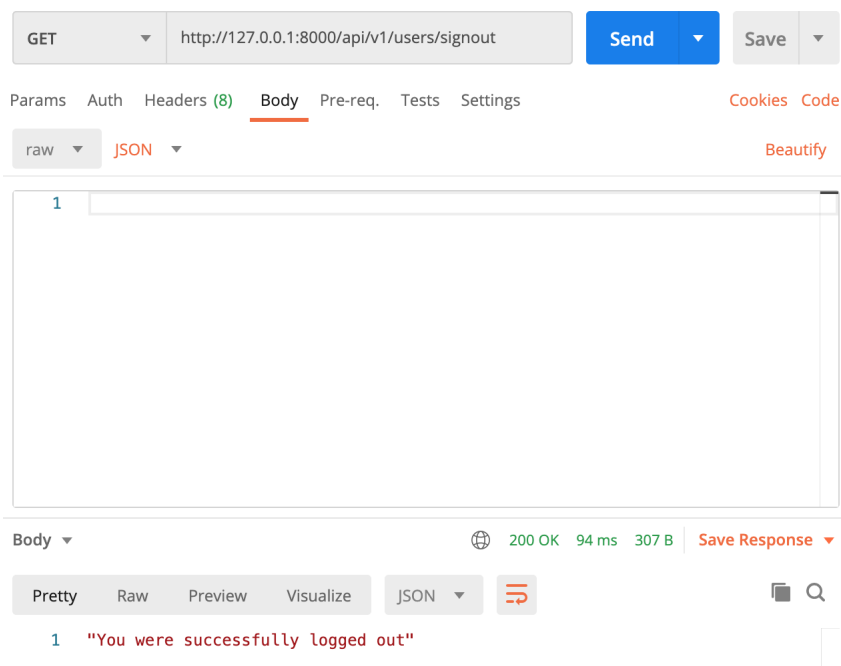 GET http://127.0.0.1:8000/api/v1/users/signout Send Save
Params Auth Headers (8) Body Pre-req. Tests Settings Cookies Code
raw JSON Beautify
1
Body 200 OK 94 ms 307 B Save Response
Pretty Raw Preview Visualize JSON
1 "You were successfully logged out"